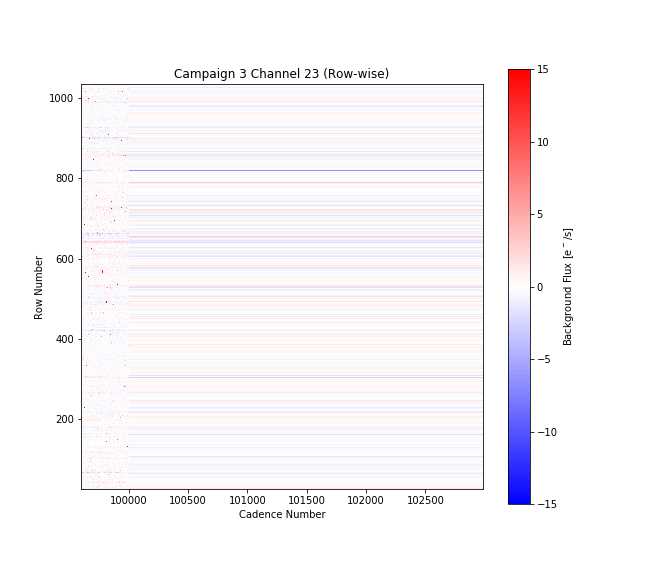 Campaign 3 Channel 23 (Row-wise)
1000
800
600
400
200
Row Number
100000 100500 101000 101500 102000 102500
Cadence Number
15
10
5
0
−5
−10
−15
Background Flux [e⁻/s]